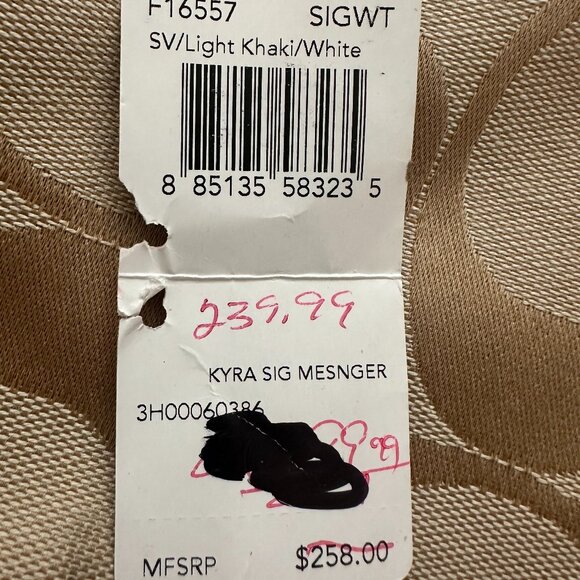 F16557 SIGWT
SV/Light Khaki/White
8 85135 58323 5
239.99
KYRA SIG MESNGER
3H00060386
99
MFSRP $258.00